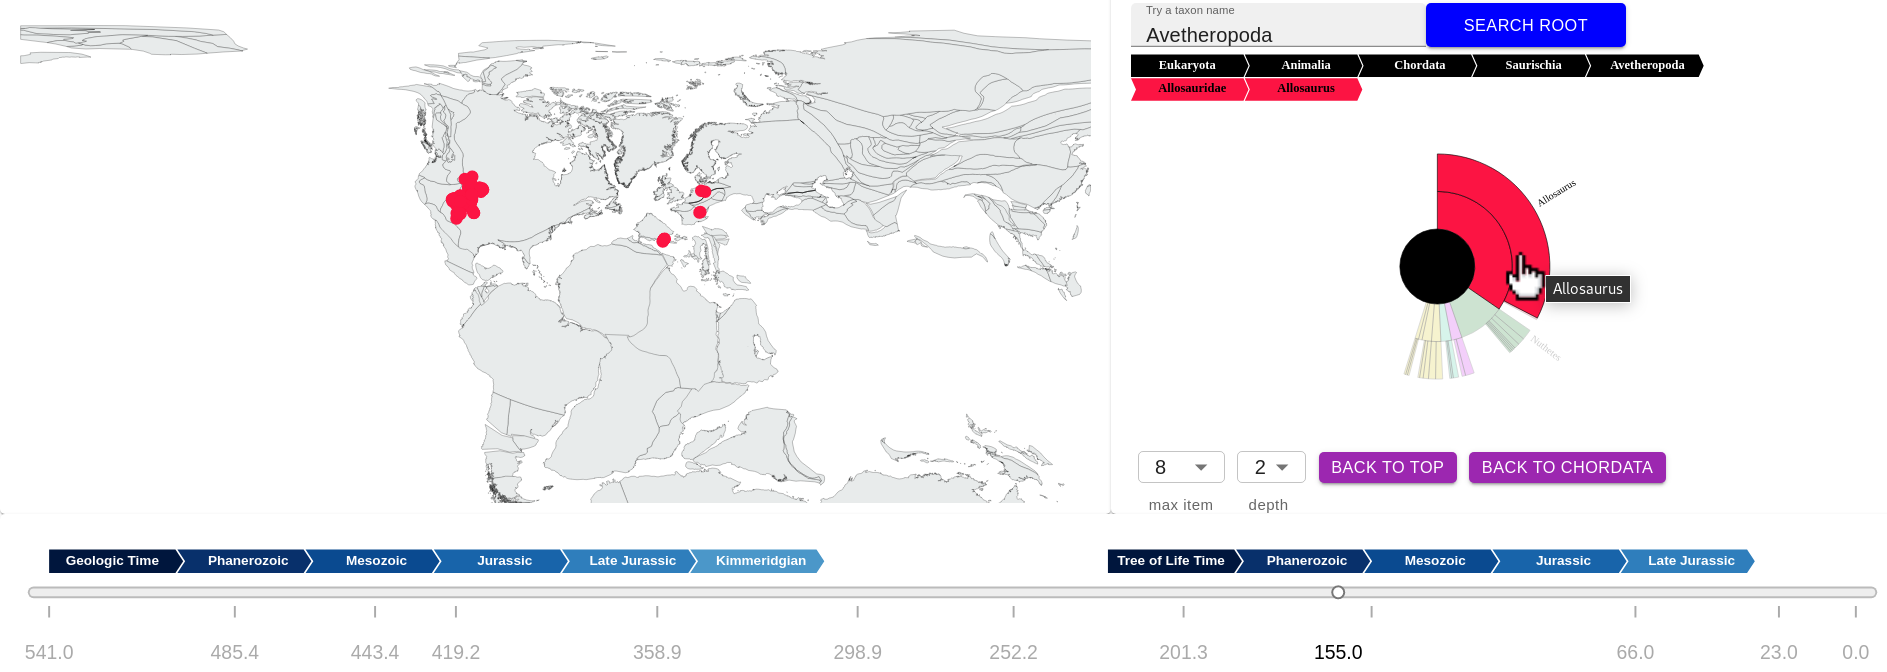 Try a taxon name
Avetheropoda
SEARCH ROOT
Eukaryota Animalia Chordata Saurischia Avetheropoda
Allosauridae Allosaurus
Allosaurus
Allosaurus
Nuthetes
8 2 BACK TO TOP BACK TO CHORDATA
max item depth
Geologic Time Phanerozoic Mesozoic Jurassic Late Jurassic Kimmeridgian
Tree of Life Time Phanerozoic Mesozoic Jurassic Late Jurassic
541.0 485.4 443.4 419.2 358.9 298.9 252.2 201.3 155.0 66.0 23.0 0.0